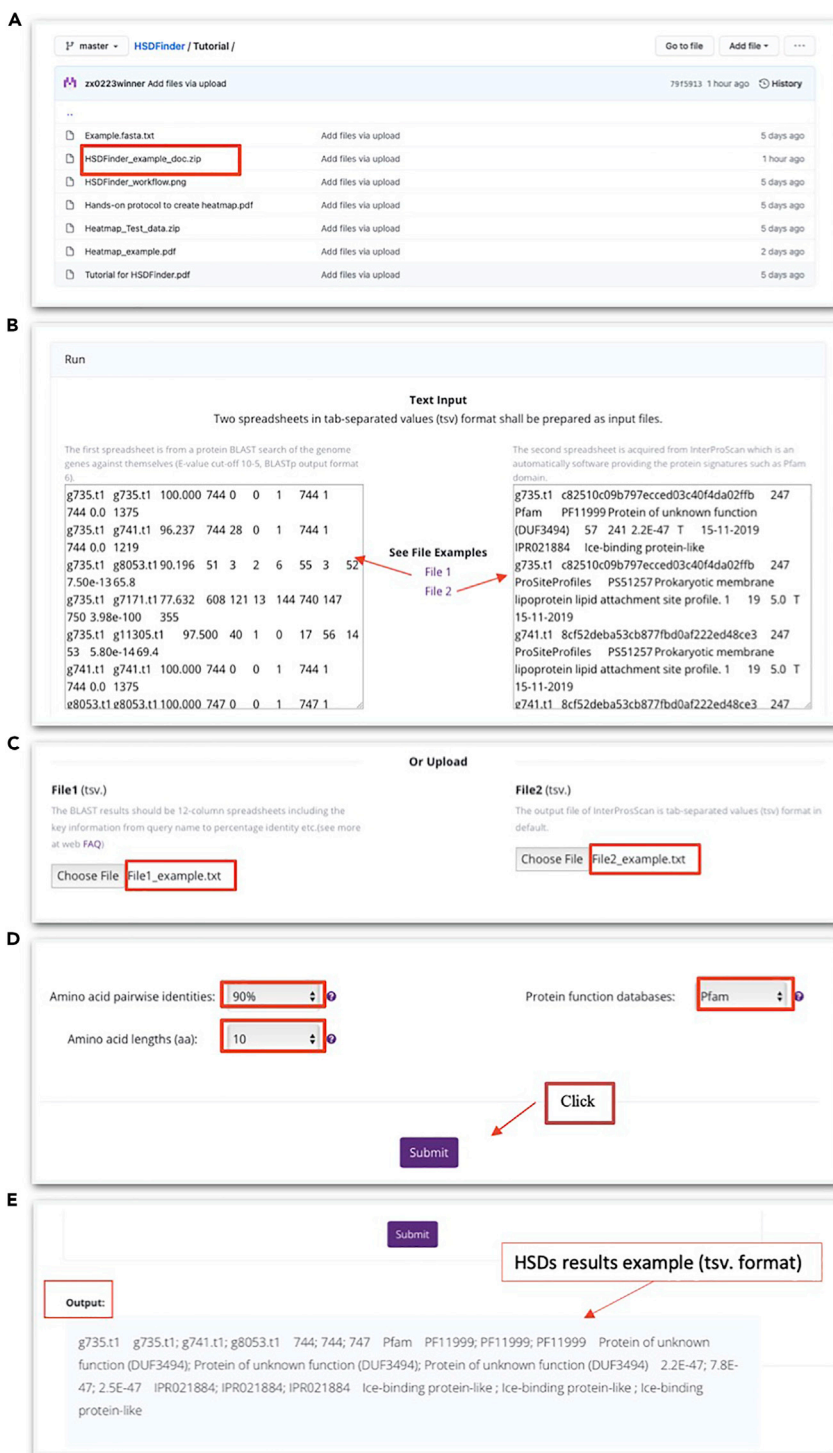 A
master
HSDFinder / Tutorial /
Go to file
Add file
...
zx0223winner Add files via upload
79f5913 1 hour ago
History
..
Example.fasta.txt Add files via upload 5 days ago
HSDFinder_example_doc.zip Add files via upload 1 hour ago
HSDFinder_workflow.png Add files via upload 5 days ago
Hands-on protocol to create heatmap.pdf Add files via upload 5 days ago
Heatmap_Test_data.zip Add files via upload 5 days ago
Heatmap_example.pdf Add files via upload 2 days ago
Tutorial for HSDFinder.pdf Add files via upload 5 days ago
B
Run
Text Input
Two spreadsheets in tab-separated values (tsv) format shall be prepared as input files.
The first spreadsheet is from a protein BLAST search of the genome
genes against themselves (E-value cut-off 10-5, BLASTp output format
6).
g735.t1 g735.t1 100.000 744 0 0 1 744 1
744 0.0 1375
g735.t1 g741.t1 96.237 744 28 0 1 744 1
744 0.0 1219
g735.t1 g8053.t1 90.196 51 3 2 6 55 3 52
7.50e-13 65.8
g735.t1 g7171.t1 77.632 608 121 13 144 740 147
750 3.98e-100 355
g735.t1 g11305.t1 97.500 40 1 0 17 56 14
53 5.80e-14 69.4
g741.t1 g741.t1 100.000 744 0 0 1 744 1
744 0.0 1375
g8053.t1 g8053.t1 100.000 747 0 0 1 747 1
See File Examples
File 1
File 2
The second spreadsheet is acquired from InterProScan which is an
automatically software providing the protein signatures such as Pfam
domain.
g735.t1 c82510c09b797ecced03c40f4da02ffb 247
Pfam PF11999 Protein of unknown function
(DUF3494) 57 241 2.2E-47 T 15-11-2019
IPR021884 Ice-binding protein-like
g735.t1 c82510c09b797ecced03c40f4da02ffb 247
ProSiteProfiles PS51257 Prokaryotic membrane
lipoprotein lipid attachment site profile. 1 19 5.0 T
15-11-2019
g741.t1 8cf52deba53cb877fbd0af222ed48ce3 247
ProSiteProfiles PS51257 Prokaryotic membrane
lipoprotein lipid attachment site profile. 1 19 5.0 T
15-11-2019
g741.t1 8cf52deba53cb877fbd0af222ed48ce3 247
C
Or Upload
File1 (tsv.)
The BLAST results should be 12-column spreadsheets including the
key information from query name to percentage identity etc.(see more
at web FAQ)
Choose File File1_example.txt
File2 (tsv.)
The output file of InterProsScan is tab-separated values (tsv) format in
default.
Choose File File2_example.txt
D
Amino acid pairwise identities: 90% ?
Protein function databases: Pfam ?
Amino acid lengths (aa): 10 ?
Click
Submit
E
Submit
HSDs results example (tsv. format)
Output:
g735.t1 g735.t1; g741.t1; g8053.t1 744; 744; 747 Pfam PF11999; PF11999; PF11999 Protein of unknown
function (DUF3494); Protein of unknown function (DUF3494); Protein of unknown function (DUF3494) 2.2E-47; 7.8E-
47; 2.5E-47 IPR021884; IPR021884; IPR021884 Ice-binding protein-like ; Ice-binding protein-like ; Ice-binding
protein-like